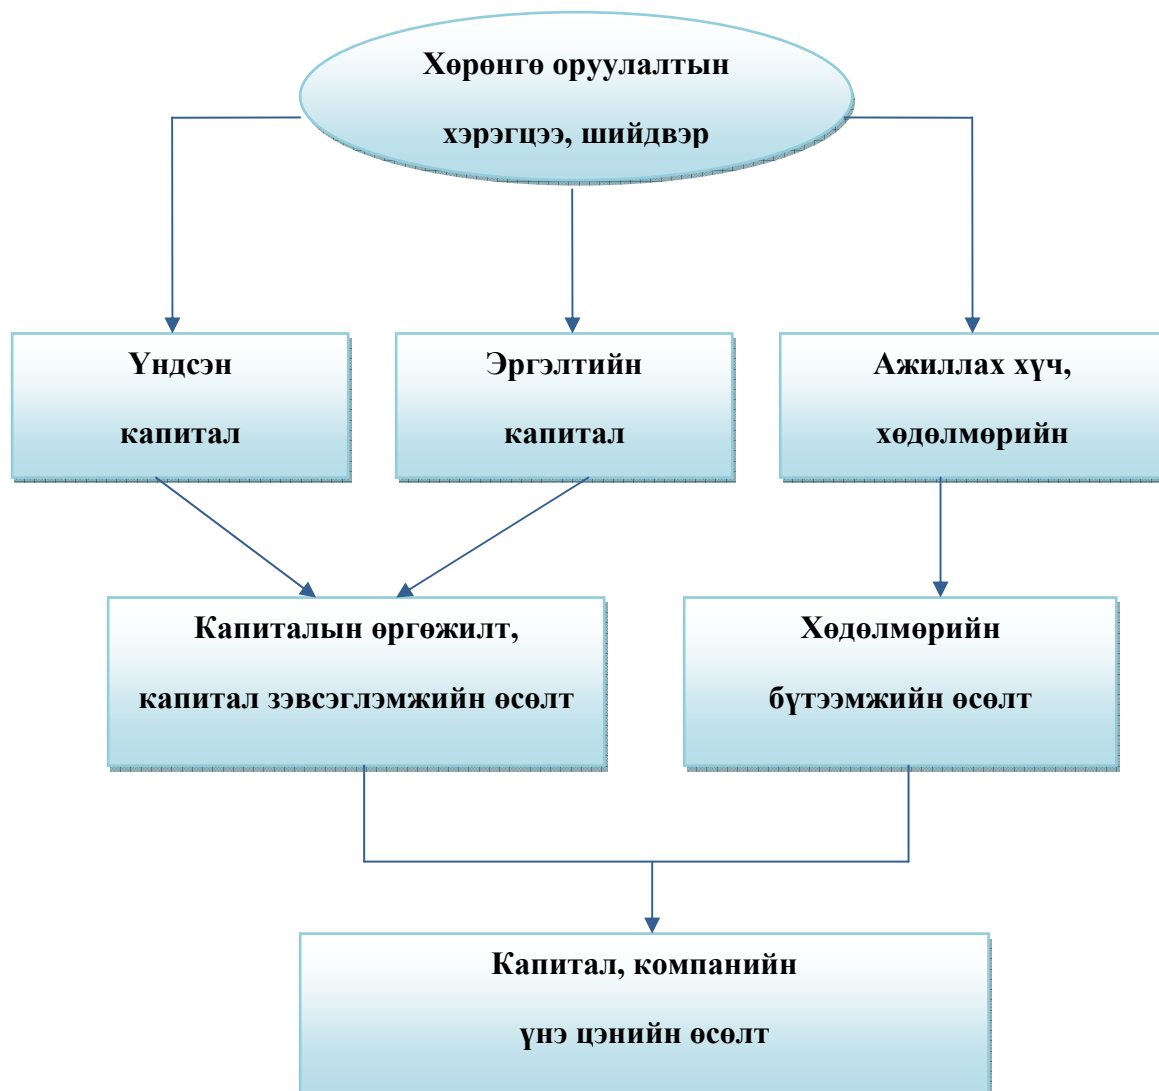 Хөрөнгө оруулалтын
хэрэгцээ, шийдвэр
Үндсэн
капитал
Эргэлтийн
капитал
Ажиллах хүч,
хөдөлмөрийн
Капиталын өргөжилт,
капитал зэвсэглэмжийн өсөлт
Хөдөлмөрийн
бүтээмжийн өсөлт
Капитал, компанийн
үнэ цэнийн өсөлт